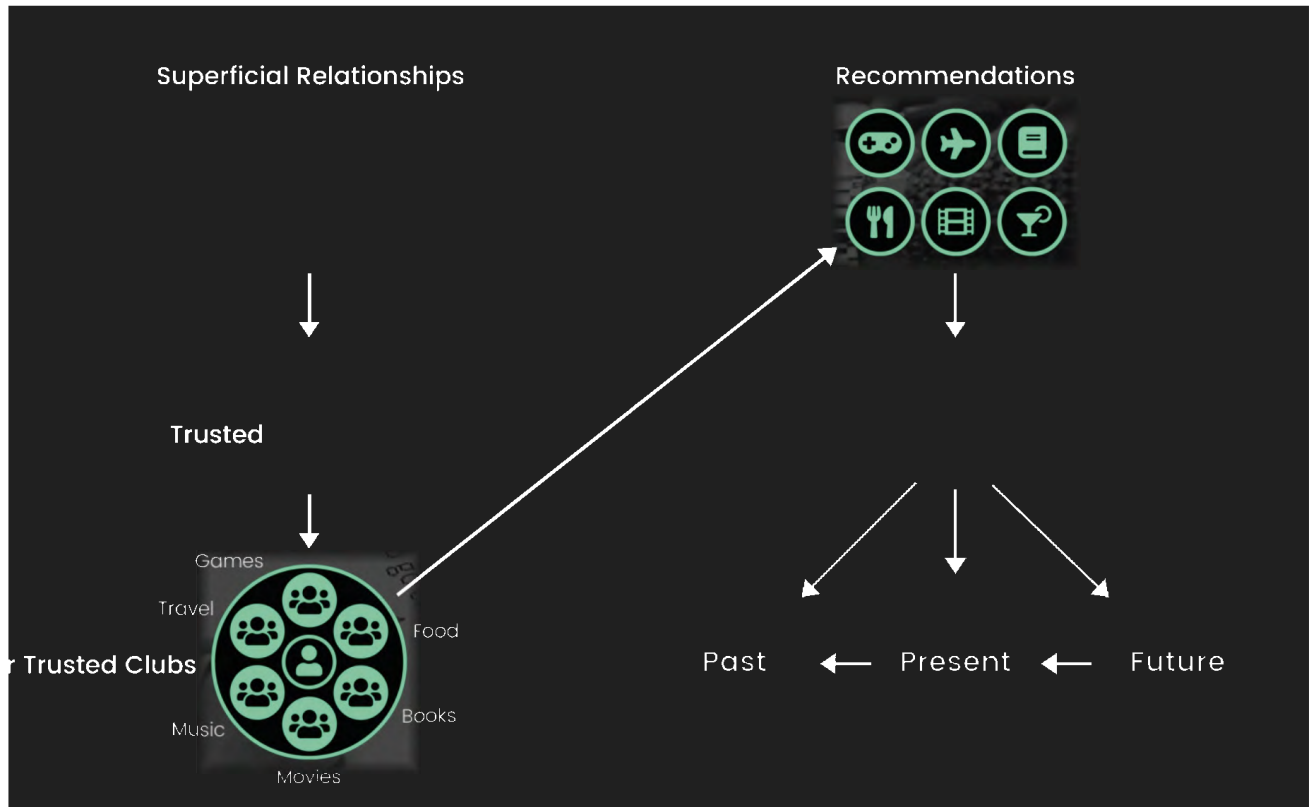 Superficial Relationships
Recommendations
Trusted
Games
Travel
Food
r Trusted Clubs
Past
Present
Future
Music
Books
Movies